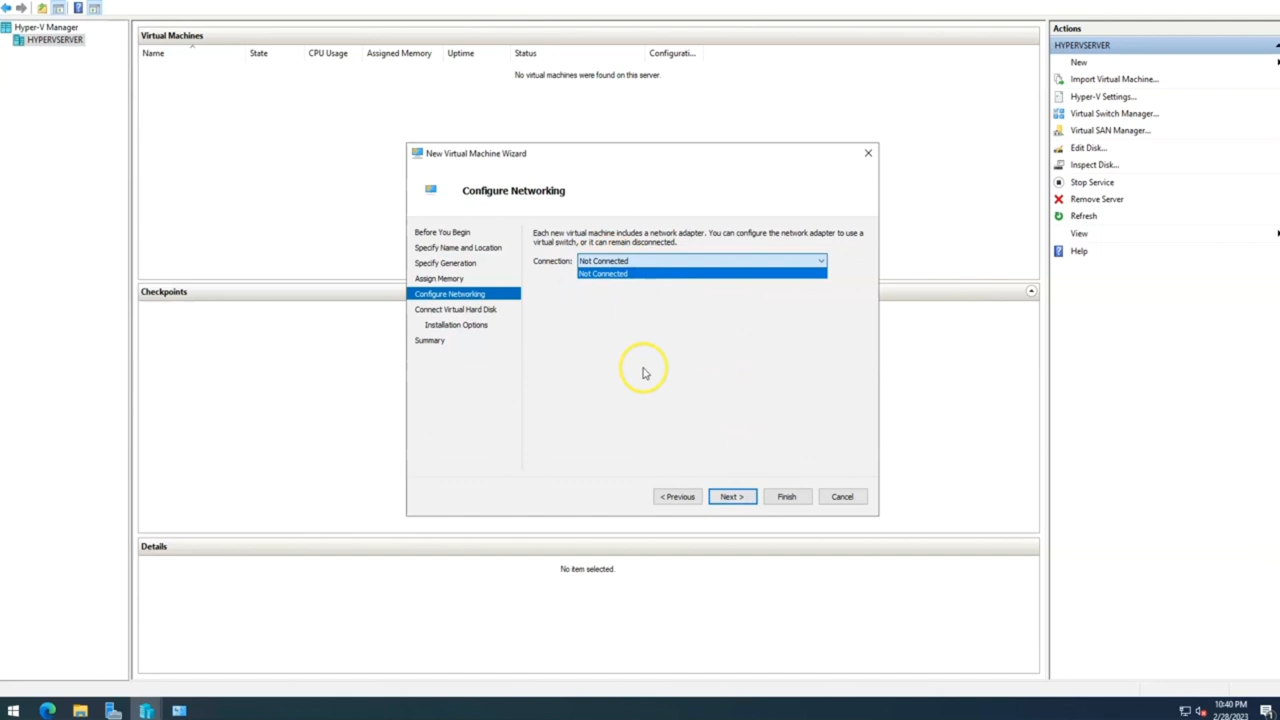 Hyper-V Manager
HYPERVSERVER
Virtual Machines
Name State CPU Usage Assigned Memory Uptime Status Configurati...
No virtual machines were found on this server.
New Virtual Machine Wizard
Configure Networking
Before You Begin
Specify Name and Location
Specify Generation
Assign Memory
Configure Networking
Connect Virtual Hard Disk
Installation Options
Summary
Each new virtual machine includes a network adapter. You can configure the network adapter to use a
virtual switch, or it can remain disconnected.
Connection: Not Connected
Not Connected
< Previous Next > Finish Cancel
Checkpoints
Details
No item selected.
Actions
HYPERVSERVER
New
Import Virtual Machine...
Hyper-V Settings...
Virtual Switch Manager...
Virtual SAN Manager...
Edit Disk...
Inspect Disk...
Stop Service
Remove Server
Refresh
View
Help
10:40 PM
2/28/2023